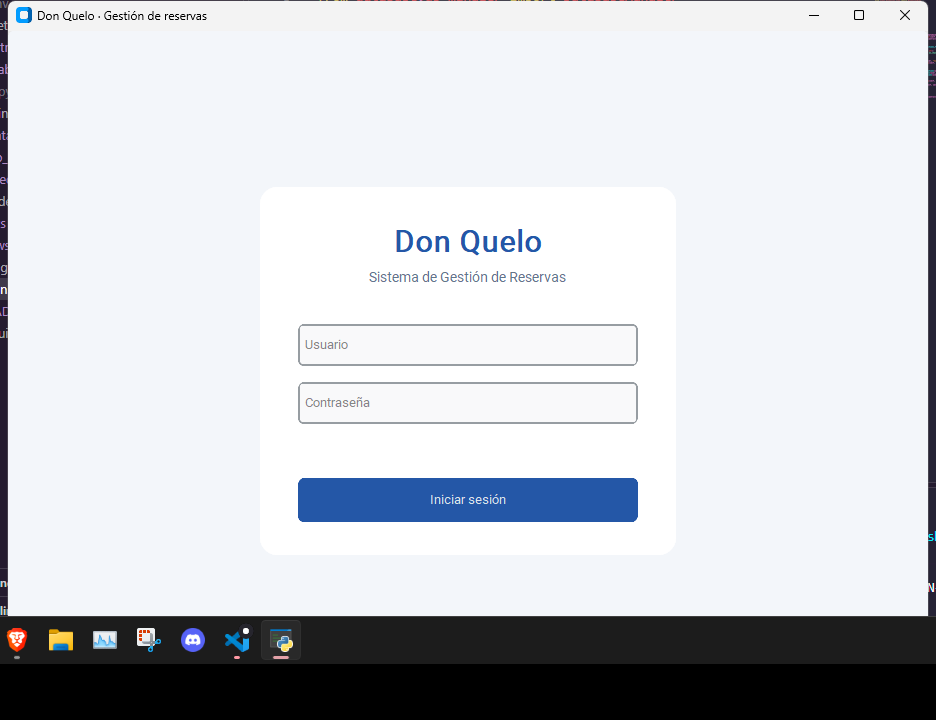 Don Quelo · Gestión de reservas
Don Quelo
Sistema de Gestión de Reservas
Usuario
Contraseña
Iniciar sesión